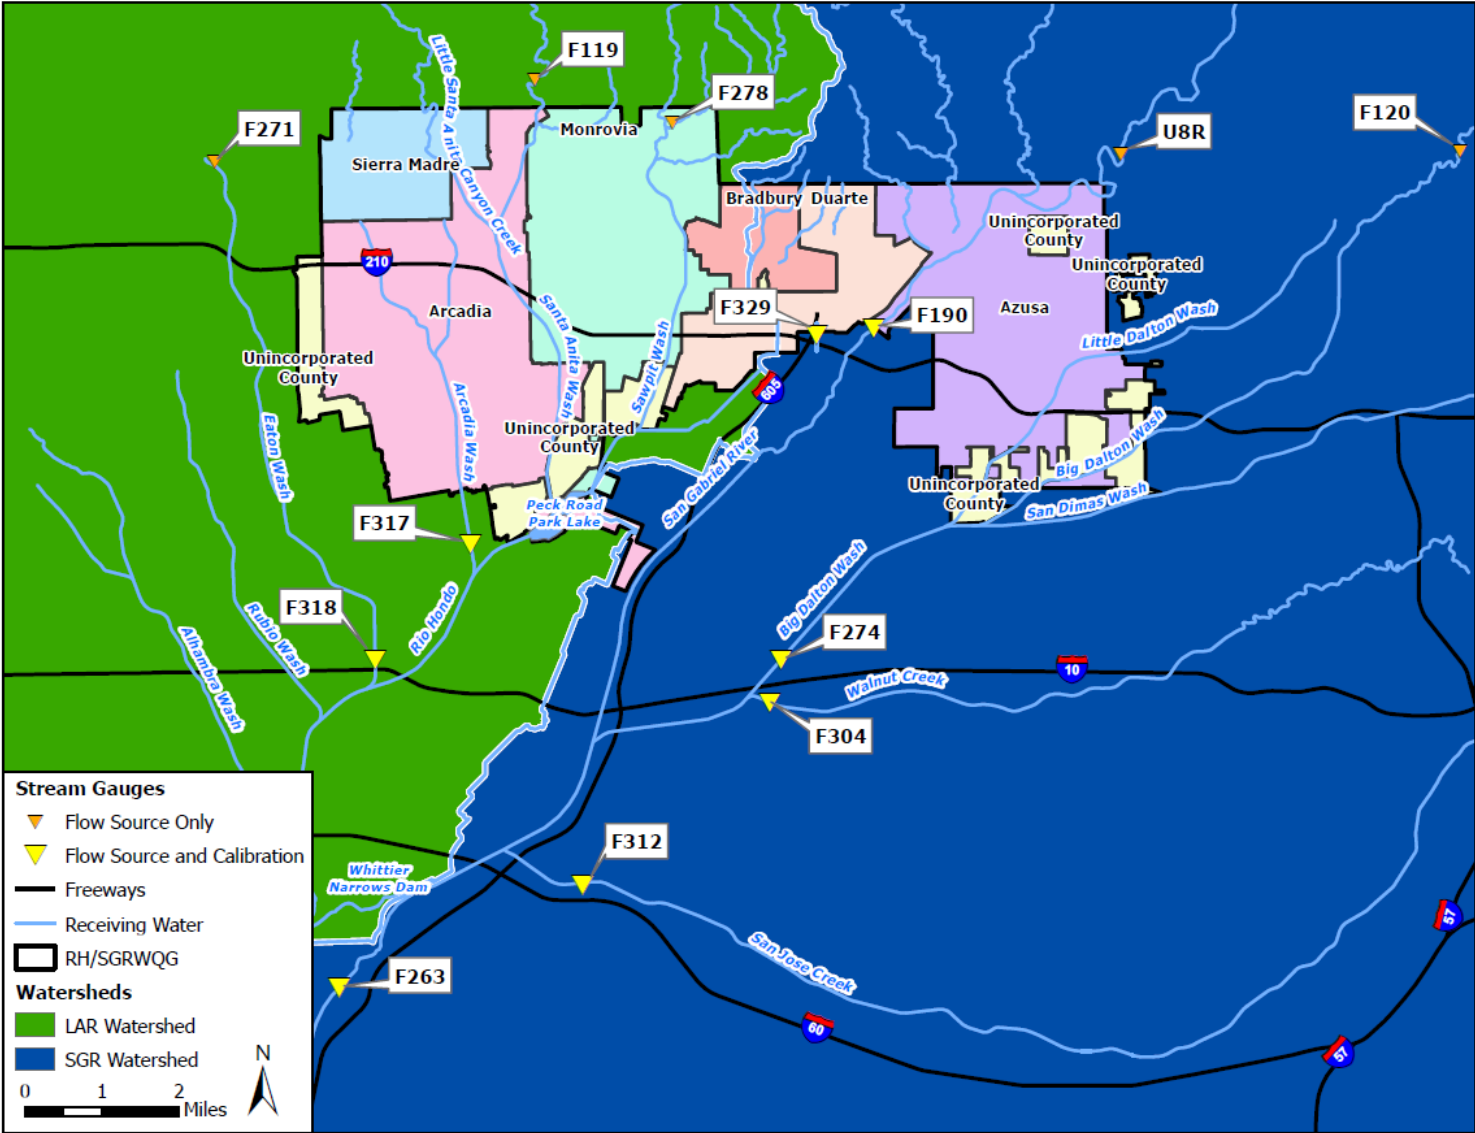 F119
F278
F271
U8R
F120
Monrovia
Sierra Madre
Little Santa Anita Canyon Creek
Bradbury
Duarte
Unincorporated
County
Unincorporated
County
210
Arcadia
F329
F190
Azusa
Little Dalton Wash
Santa Anita Wash
Sawpit Wash
Unincorporated
County
605
Arcadia Wash
Eaton Wash
Unincorporated
County
San Gabriel River
Big Dalton Wash
Unincorporated
County
San Dimas Wash
Peck Road
Park Lake
F317
Big Dalton Wash
F318
Rio Hondo
Rubio Wash
Alhambra Wash
F274
Walnut Creek
10
F304
F312
Whittier
Narrows Dam
57
San Jose Creek
F263
60
57
Stream Gauges
Flow Source Only
Flow Source and Calibration
Freeways
Receiving Water
RH/SGRWQG
Watersheds
LAR Watershed
SGR Watershed
N
0 1 2
Miles